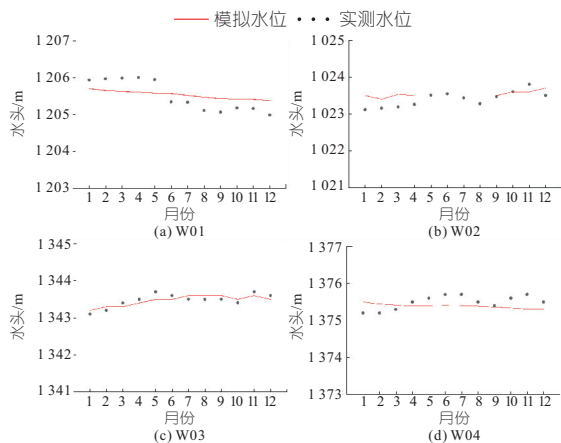 模拟水位 实测水位
1 207
1 206
1 205
1 204
1 203
水头/m
1 2 3 4 5 6 7 8 9 10 11 12
月份
(a) W01
1 025
1 024
1 023
1 022
1 021
水头/m
1 2 3 4 5 6 7 8 9 10 11 12
月份
(b) W02
1 345
1 344
1 343
1 342
1 341
水头/m
1 2 3 4 5 6 7 8 9 10 11 12
月份
(c) W03
1 377
1 376
1 375
1 374
1 373
水头/m
1 2 3 4 5 6 7 8 9 10 11 12
月份
(d) W04